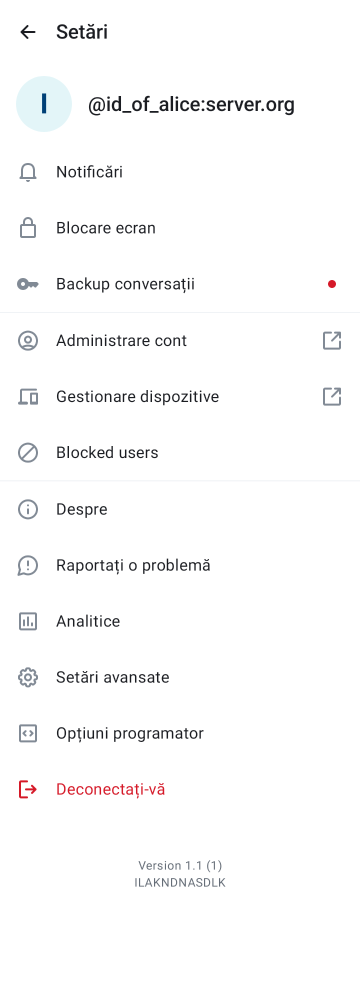 Setări
I
@id_of_alice:server.org
Notificări
Blocare ecran
Backup conversații
Administrare cont
Gestionare dispozitive
Blocked users
Despre
Raportați o problemă
Analitice
Setări avansate
Opțiuni programator
Deconectați-vă
Version 1.1 (1)
ILAKNDNASDLK